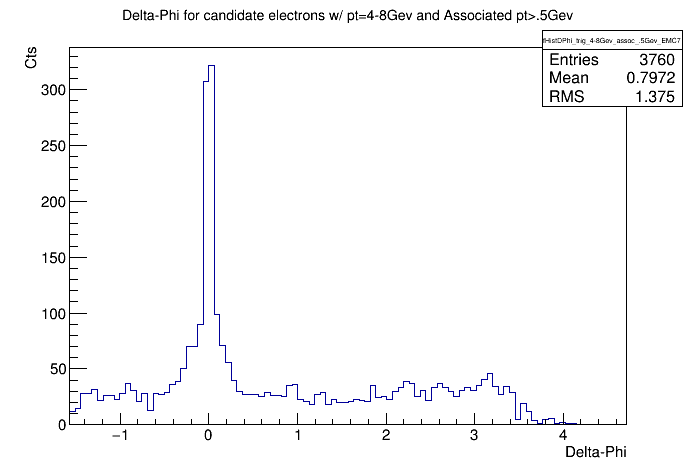 Delta-Phi for candidate electrons w/ pt=4-8Gev and Associated pt>.5Gev
fHistDPhi_trig_4-8Gev_assoc_.5Gev_EMC7
Entries 3760
Mean 0.7972
RMS 1.375
Cts
300
250
200
150
100
50
0
−1 0 1 2 3 4
Delta-Phi